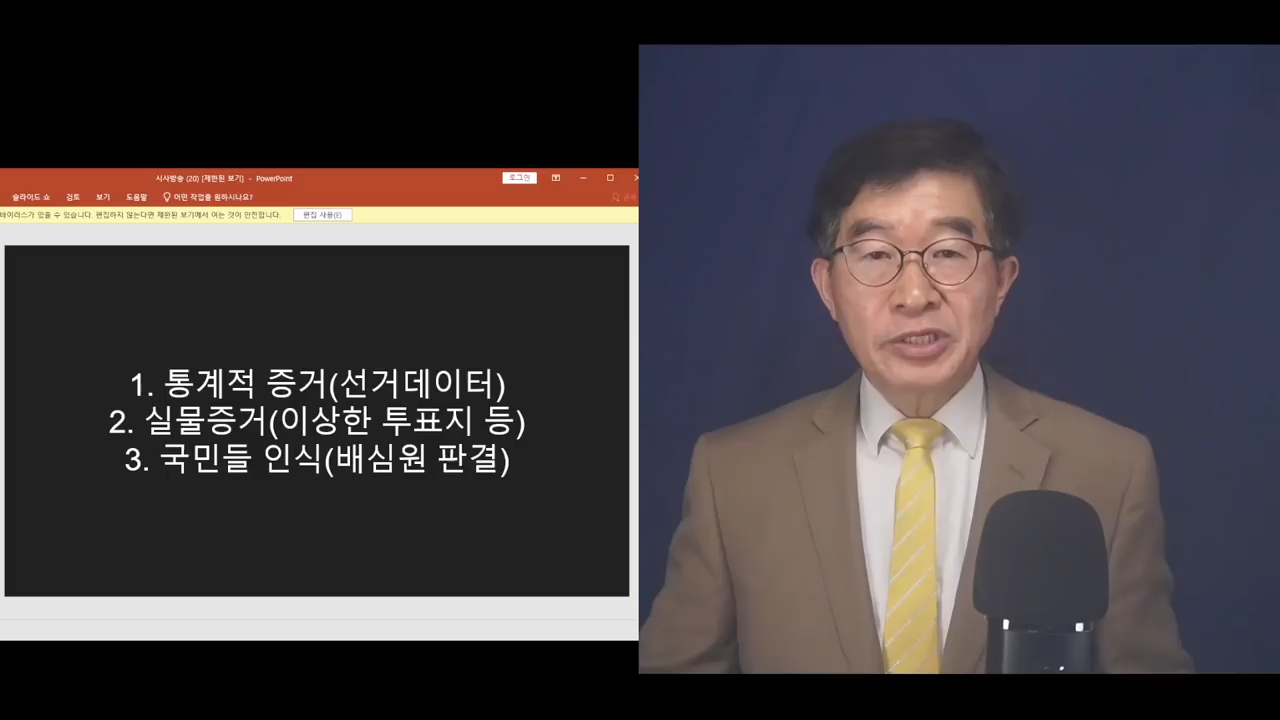 시사방송 (20) [제한된 보기] - PowerPoint
로그인
슬라이드 쇼 검토 보기 도움말 어떤 작업을 원하시나요? 공유
바이러스가 있을 수 있습니다. 편집하지 않는다면 제한된 보기에서 여는 것이 안전합니다. 편집 사용(E)
1. 통계적 증거(선거데이터)
2. 실물증거(이상한 투표지 등)
3. 국민들 인식(배심원 판결)